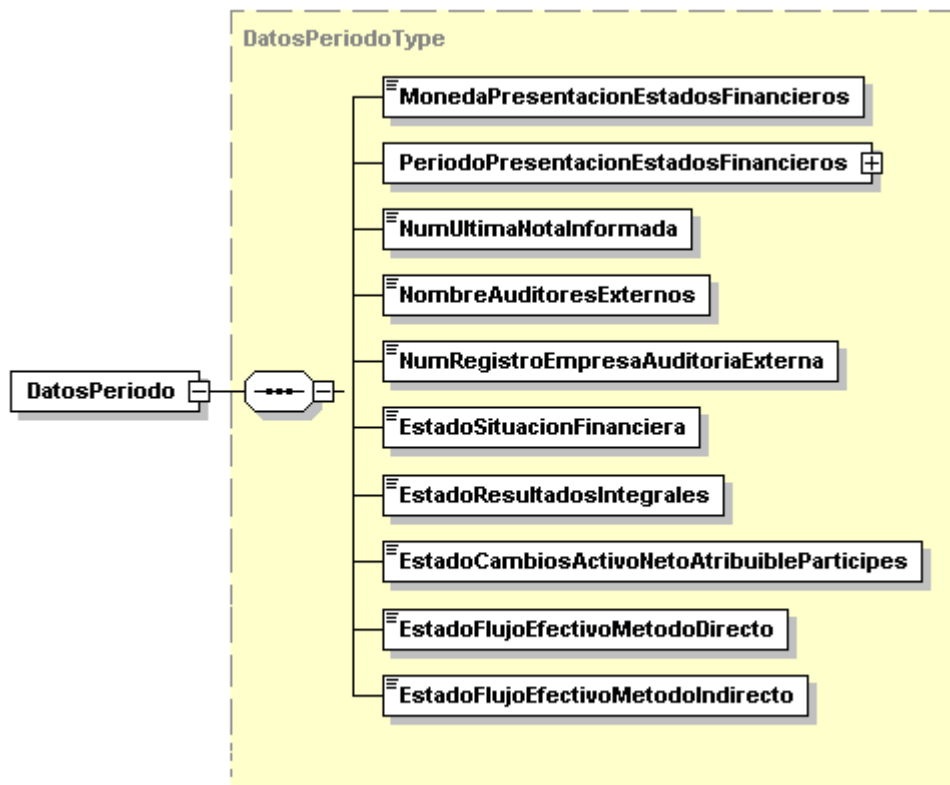 DatosPeriodoType
MonedaPresentacionEstadosFinancieros
PeriodoPresentacionEstadosFinancieros
NumUltimaNotaInformada
NombreAuditoresExternos
NumRegistroEmpresaAuditoriaExterna
DatosPeriodo
EstadoSituacionFinanciera
EstadoResultadosIntegrales
EstadoCambiosActivoNetoAtribuibleParticipes
EstadoFlujoEfectivoMetodoDirecto
EstadoFlujoEfectivoMetodoIndirecto